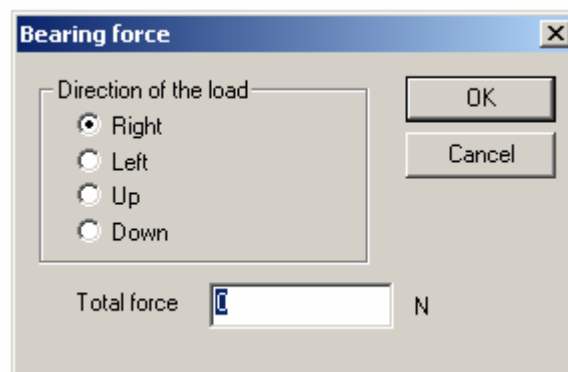 Bearing force
Direction of the load
Right
Left
Up
Down
OK
Cancel
Total force 0 N